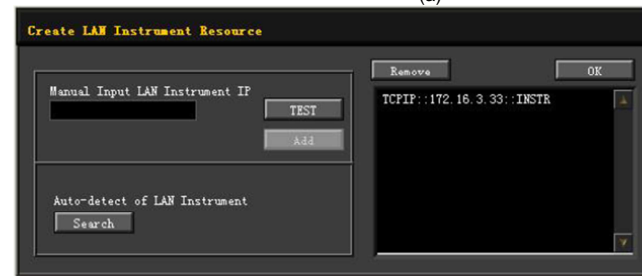 (a)
Create LAN Instrument Resource
Manual Input LAN Instrument IP
TEST
Add
Auto-detect of LAN Instrument
Search
Remove
OK
TCPIP::172.16.3.33::INSTR